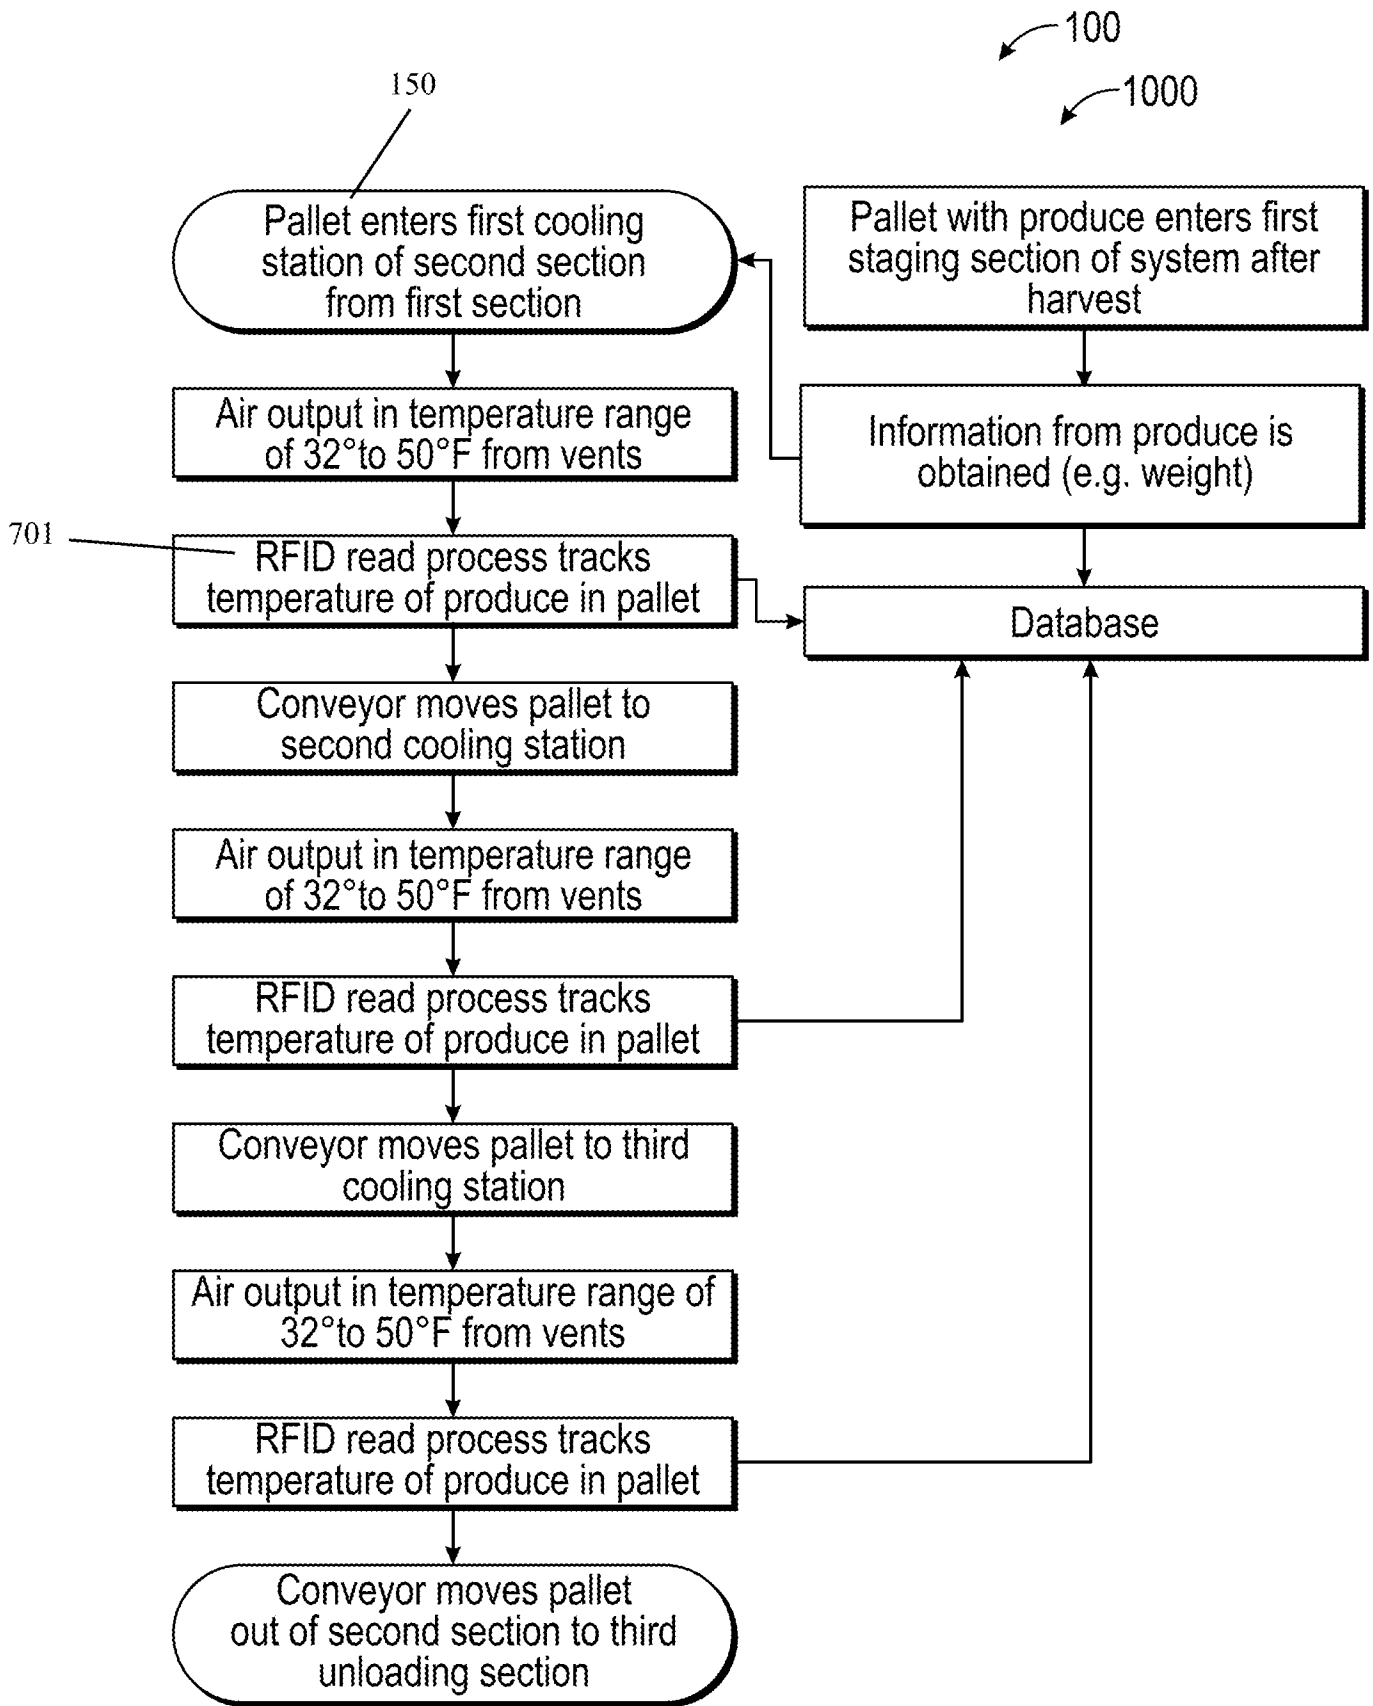 100
1000
150
Pallet enters first cooling
station of second section
from first section
Pallet with produce enters first
staging section of system after
harvest
Air output in temperature range
of 32°to 50°F from vents
Information from produce is
obtained (e.g. weight)
701
RFID read process tracks
temperature of produce in pallet
Database
Conveyor moves pallet to
second cooling station
Air output in temperature range
of 32°to 50°F from vents
RFID read process tracks
temperature of produce in pallet
Conveyor moves pallet to third
cooling station
Air output in temperature range of
32°to 50°F from vents
RFID read process tracks
temperature of produce in pallet
Conveyor moves pallet
out of second section to third
unloading section